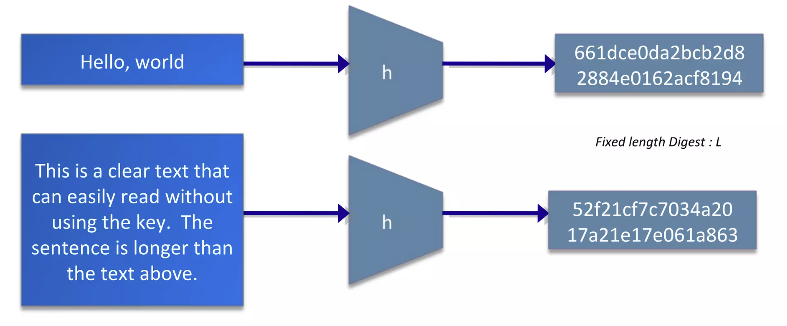 Hello, world
h
661dce0da2bcb2d8
2884e0162acf8194
Fixed length Digest : L
This is a clear text that
can easily read without
using the key. The
sentence is longer than
the text above.
h
52f21cf7c7034a20
17a21e17e061a863